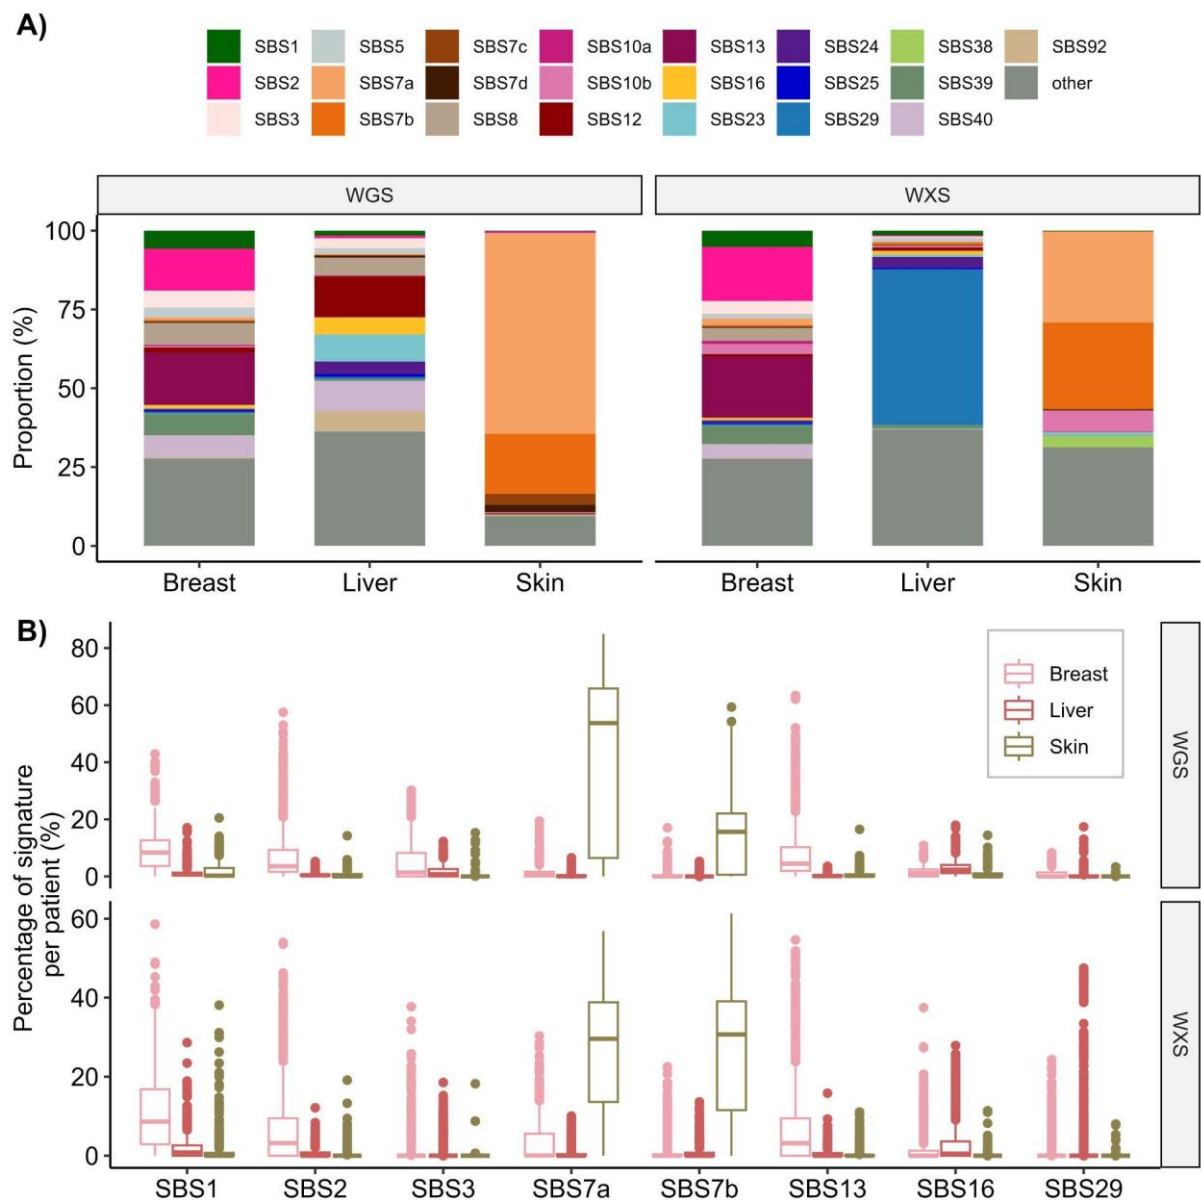 A)
SBS1 SBS5 SBS7c SBS10a SBS13 SBS24 SBS38 SBS92
SBS2 SBS7a SBS7d SBS10b SBS16 SBS25 SBS39 other
SBS3 SBS7b SBS8 SBS12 SBS23 SBS29 SBS40
WGS WXS
Proportion (%)
100
75
50
25
0
Breast Liver Skin Breast Liver Skin
B)
Percentage of signature
per patient (%)
80
60
40
20
0
Breast
Liver
Skin
WGS
60
40
20
0
WXS
SBS1 SBS2 SBS3 SBS7a SBS7b SBS13 SBS16 SBS29